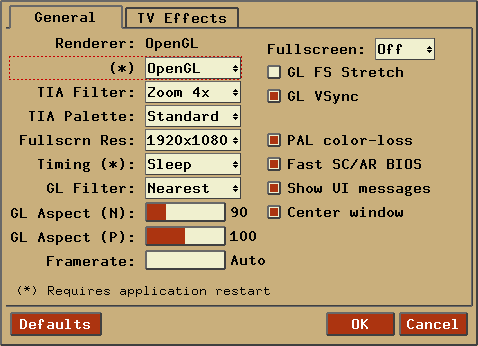 General TV Effects
Renderer: OpenGL
Fullscreen: Off
(*) OpenGL
GL FS Stretch
TIA Filter: Zoom 4x
GL VSync
TIA Palette: Standard
Fullscrn Res: 1920x1080
PAL color-loss
Timing (*): Sleep
Fast SC/AR BIOS
GL Filter: Nearest
Show UI messages
GL Aspect (N): 90
Center window
GL Aspect (P): 100
Framerate: Auto
(*) Requires application restart
Defaults OK Cancel